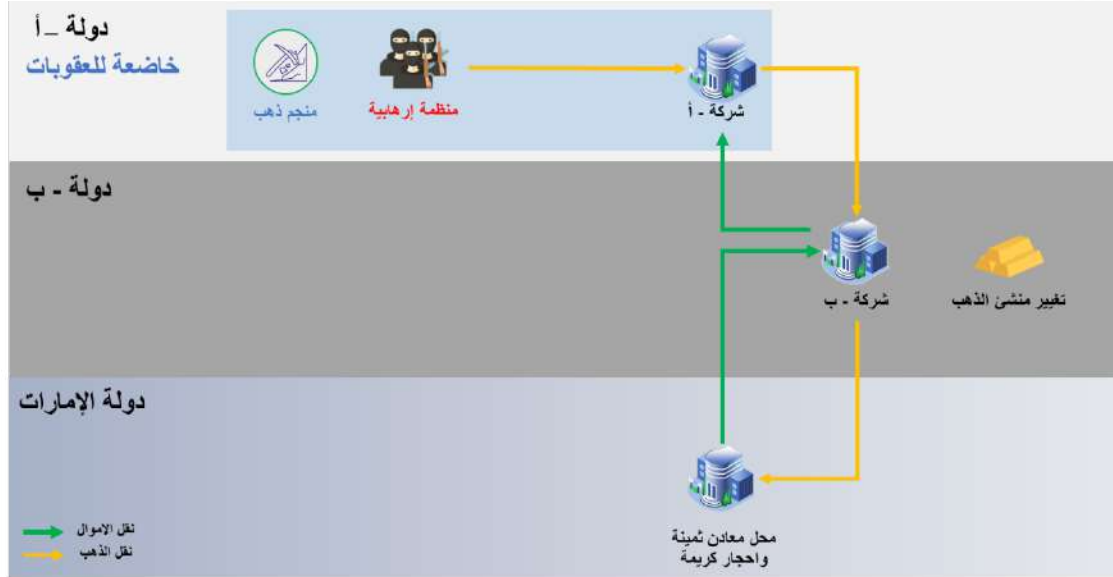 دولة - أ
خاضعة للعقوبات
منجم ذهب
منظمة إرهابية
شركة - أ
دولة - ب
شركة - ب
تغيير منشئ الذهب
دولة الإمارات
محل معادن ثمينة
واحجار كريمة
نقل الاموال
نقل الذهب